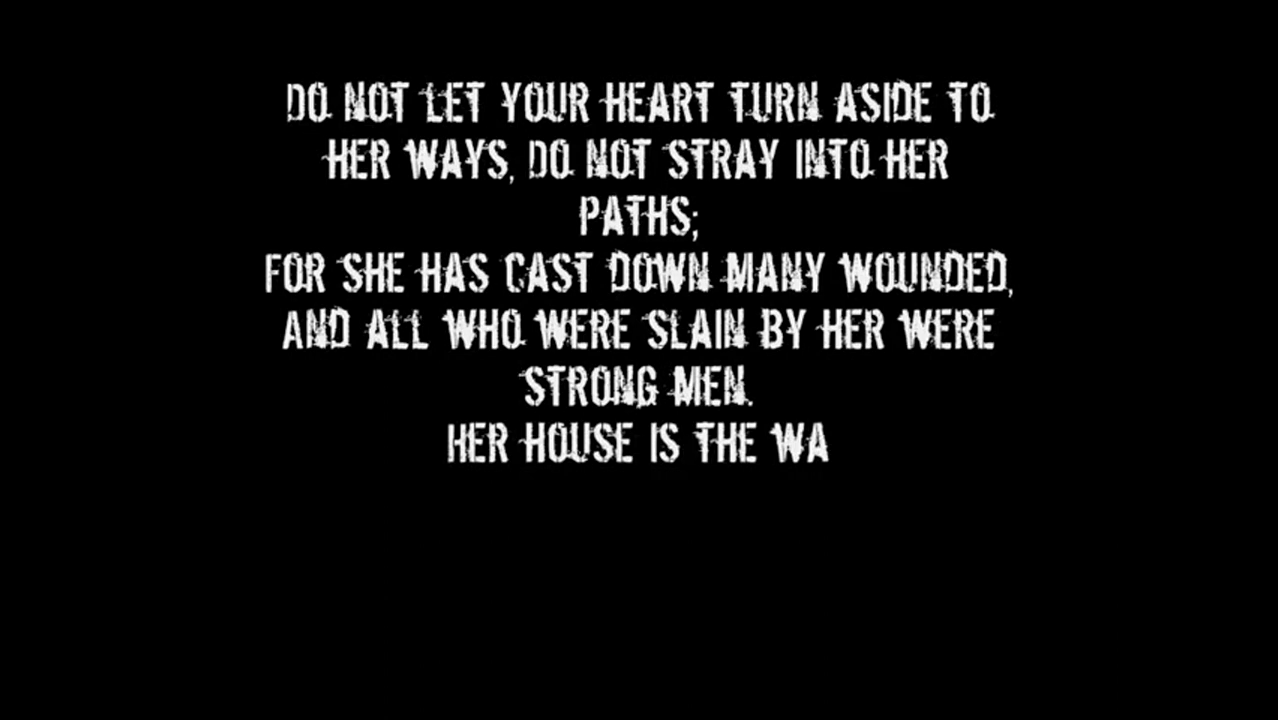 DO NOT LET YOUR HEART TURN ASIDE TO
HER WAYS, DO NOT STRAY INTO HER
PATHS;
FOR SHE HAS CAST DOWN MANY WOUNDED,
AND ALL WHO WERE SLAIN BY HER WERE
STRONG MEN.
HER HOUSE IS THE WA